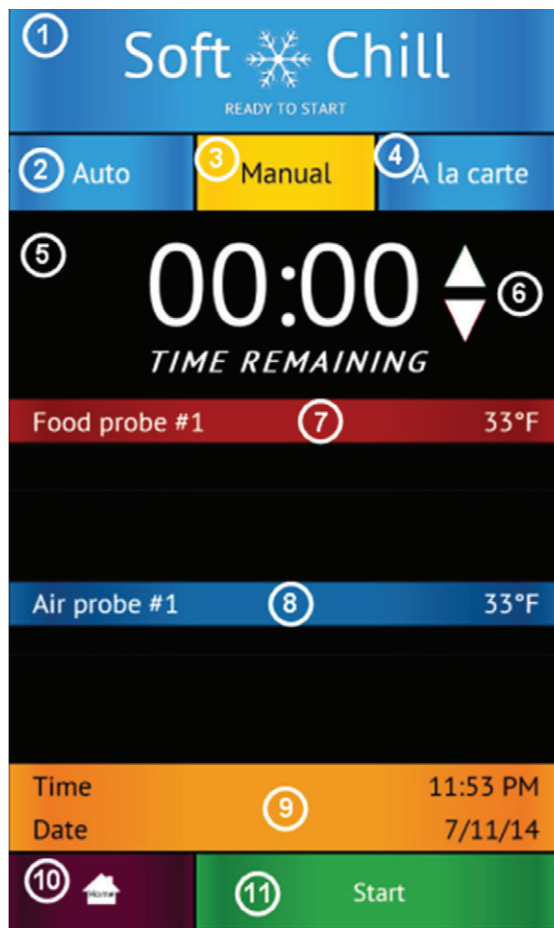 1
Soft Chill
READY TO START
2 Auto 3 Manual 4 A la carte
5 00:00 6
TIME REMAINING
Food probe #1 7 33°F
Air probe #1 8 33°F
Time 11:53 PM
9
Date 7/11/14
10 Home 11 Start